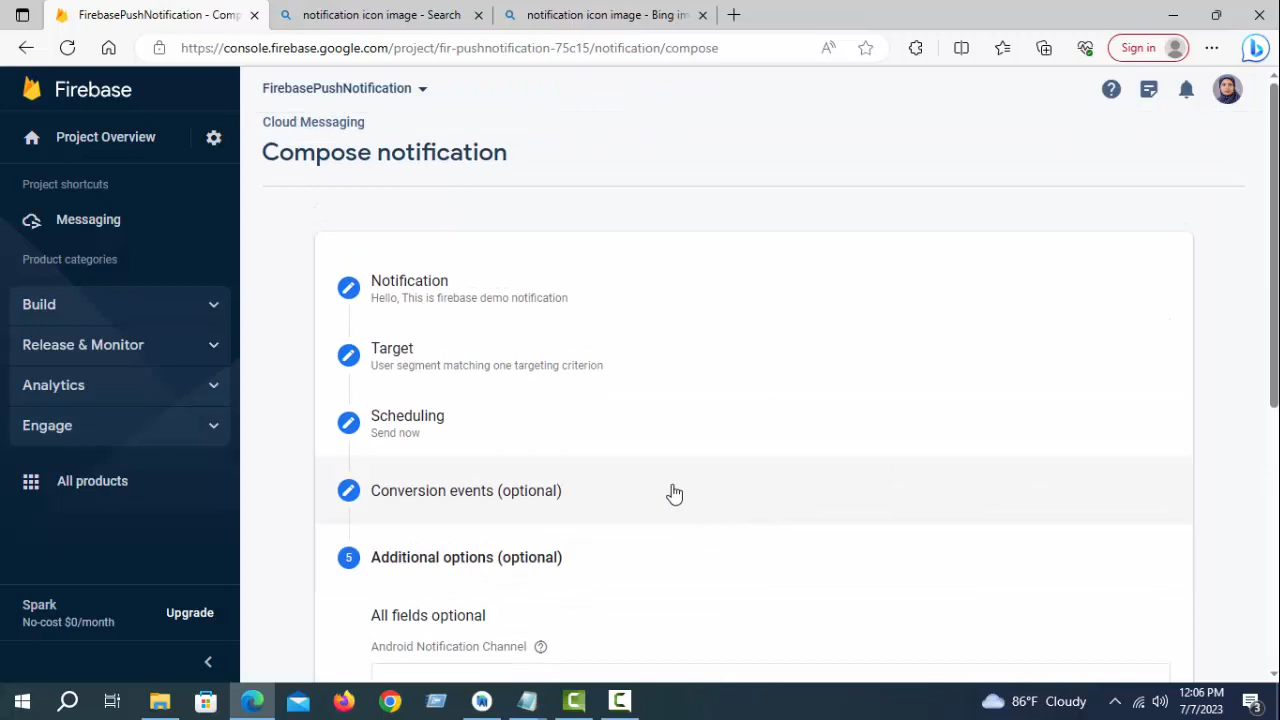 FirebasePushNotification - Comp
notification icon image - Search
notification icon image - Bing im
https://console.firebase.google.com/project/fir-pushnotification-75c15/notification/compose
Sign in
Firebase
FirebasePushNotification
Project Overview
Cloud Messaging
Compose notification
Project shortcuts
Messaging
Product categories
Build
Release & Monitor
Analytics
Engage
All products
Spark
No-cost $0/month
Upgrade
Notification
Hello, This is firebase demo notification
Target
User segment matching one targeting criterion
Scheduling
Send now
Conversion events (optional)
5
Additional options (optional)
All fields optional
Android Notification Channel
86°F Cloudy
12:06 PM
7/7/2023
3